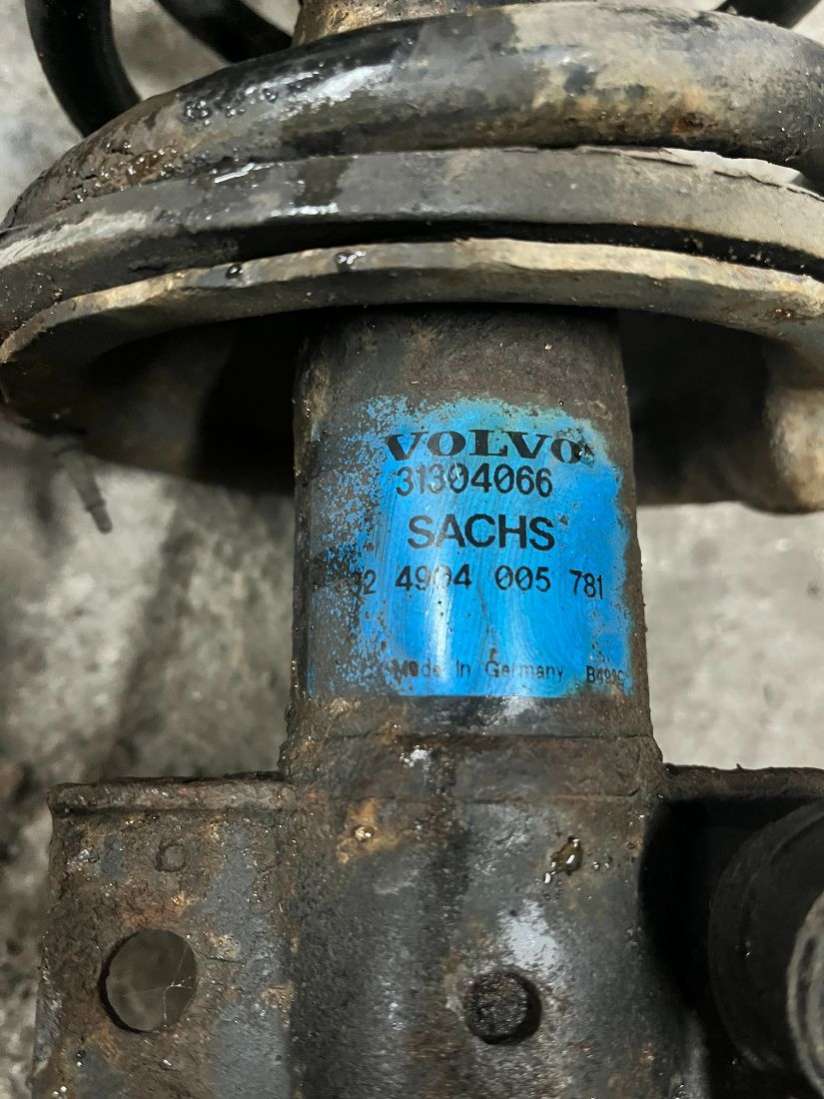 VOLVO
31304066
SACHS
4904 005 781
Made In Germany